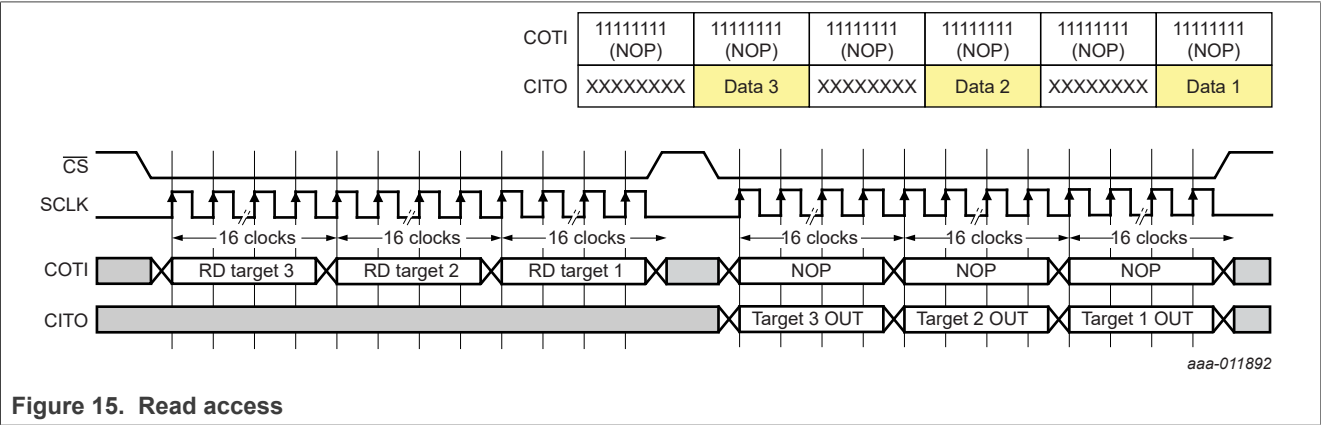 COTI 11111111 (NOP) 11111111 (NOP) 11111111 (NOP) 11111111 (NOP) 11111111 (NOP) 11111111 (NOP)
CITO XXXXXXXX Data 3 XXXXXXXX Data 2 XXXXXXXX Data 1
CS
SCLK
16 clocks 16 clocks 16 clocks 16 clocks 16 clocks 16 clocks
COTI RD target 3 RD target 2 RD target 1 NOP NOP NOP
CITO Target 3 OUT Target 2 OUT Target 1 OUT
aaa-011892
Figure 15. Read access